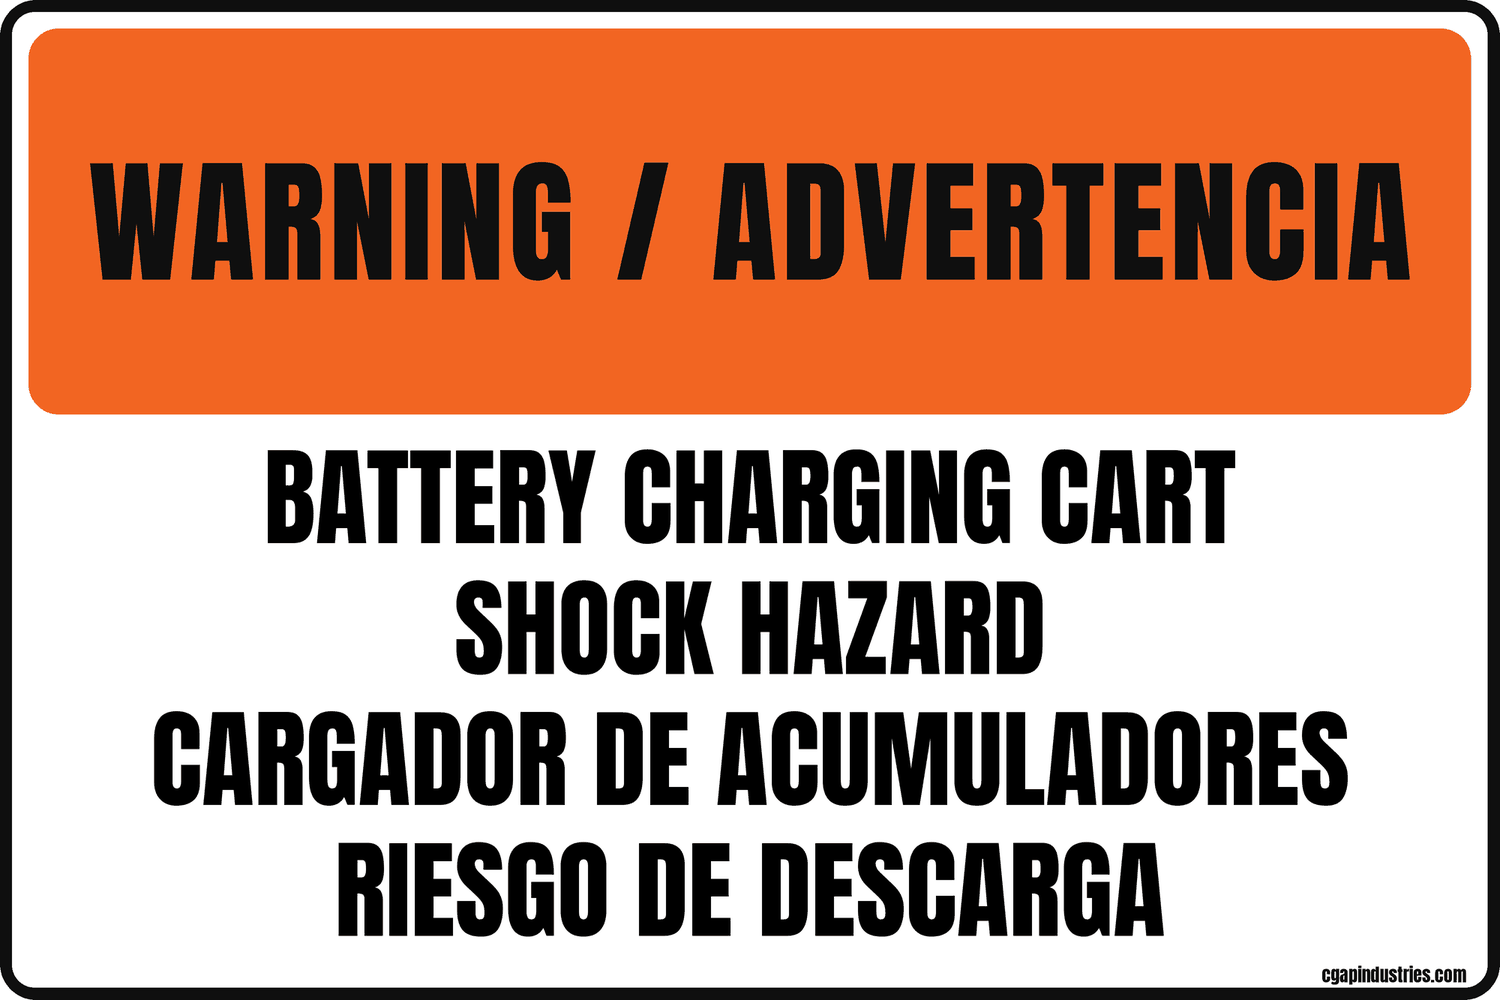 WARNING / ADVERTENCIA
BATTERY CHARGING CART
SHOCK HAZARD
CARGADOR DE ACUMULADORES
RIESGO DE DESCARGA
cgapindustries.com